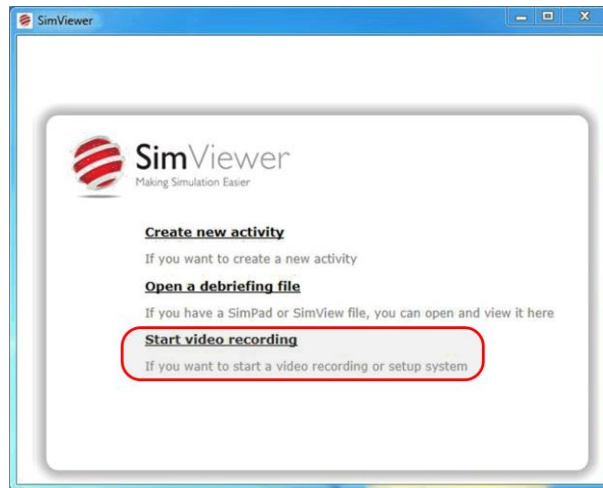 SimViewer
SimViewer
Making Simulation Easier
Create new activity
If you want to create a new activity
Open a debriefing file
If you have a SimPad or SimView file, you can open and view it here
Start video recording
If you want to start a video recording or setup system